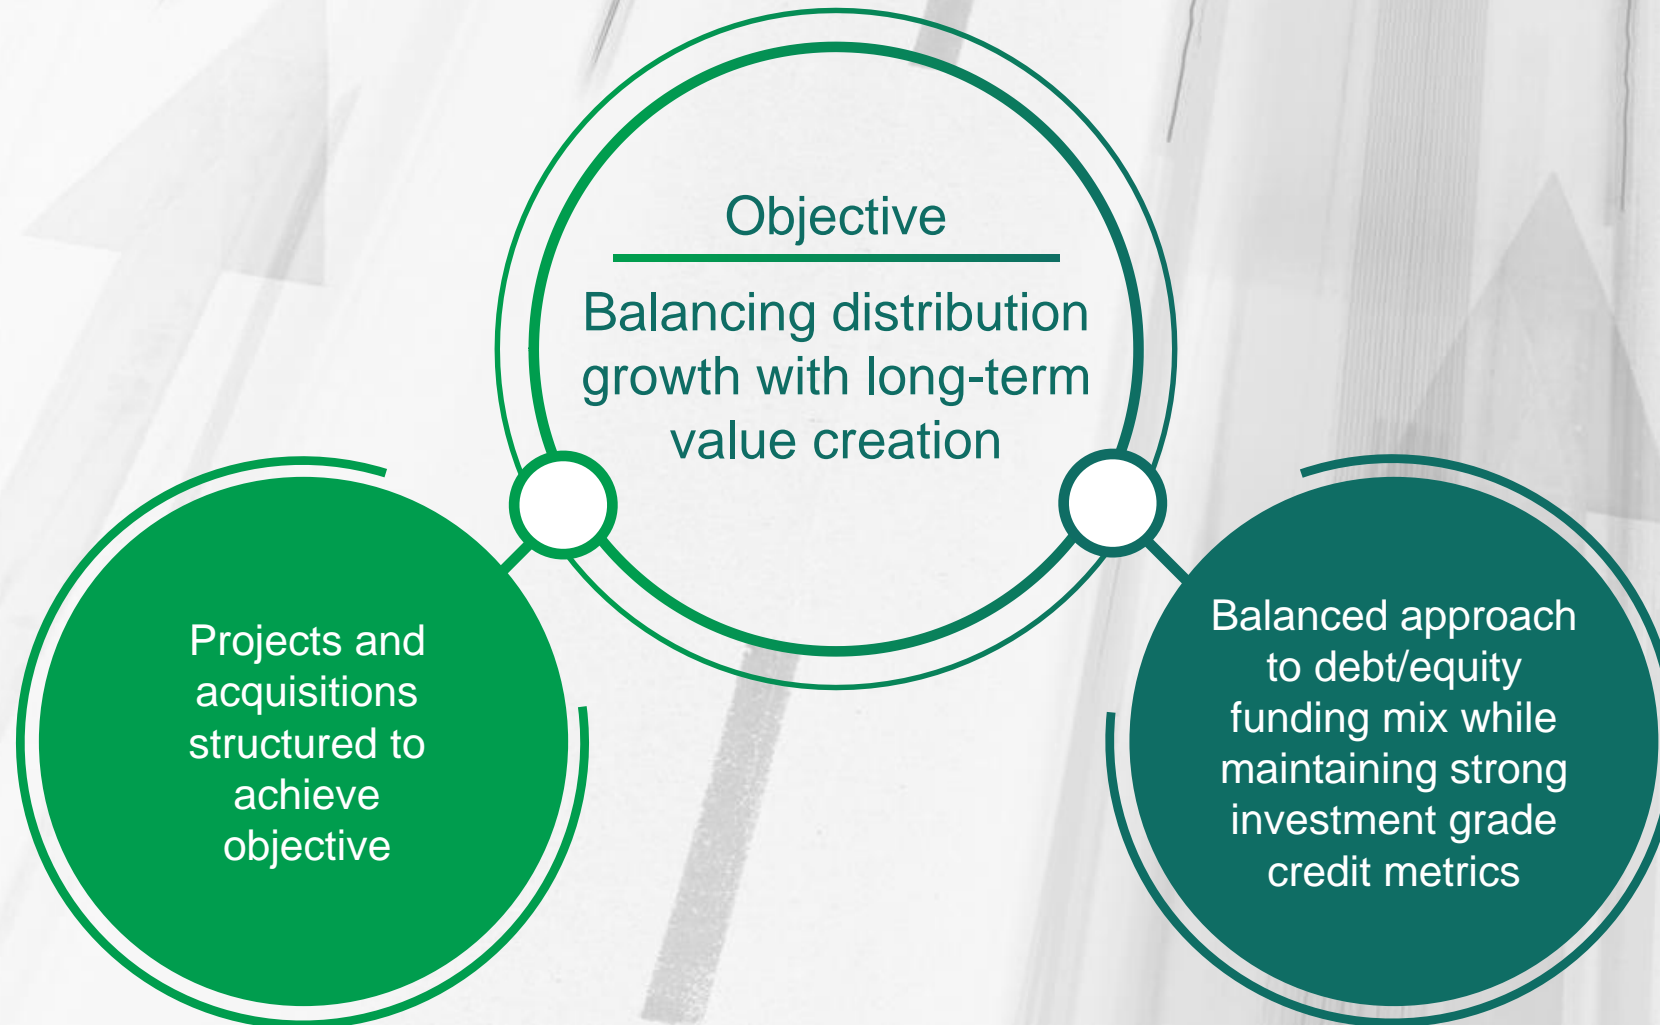 Objective
Balancing distribution
growth with long-term
value creation
Projects and
acquisitions
structured to
achieve
objective
Balanced approach
to debt/equity
funding mix while
maintaining strong
investment grade
credit metrics